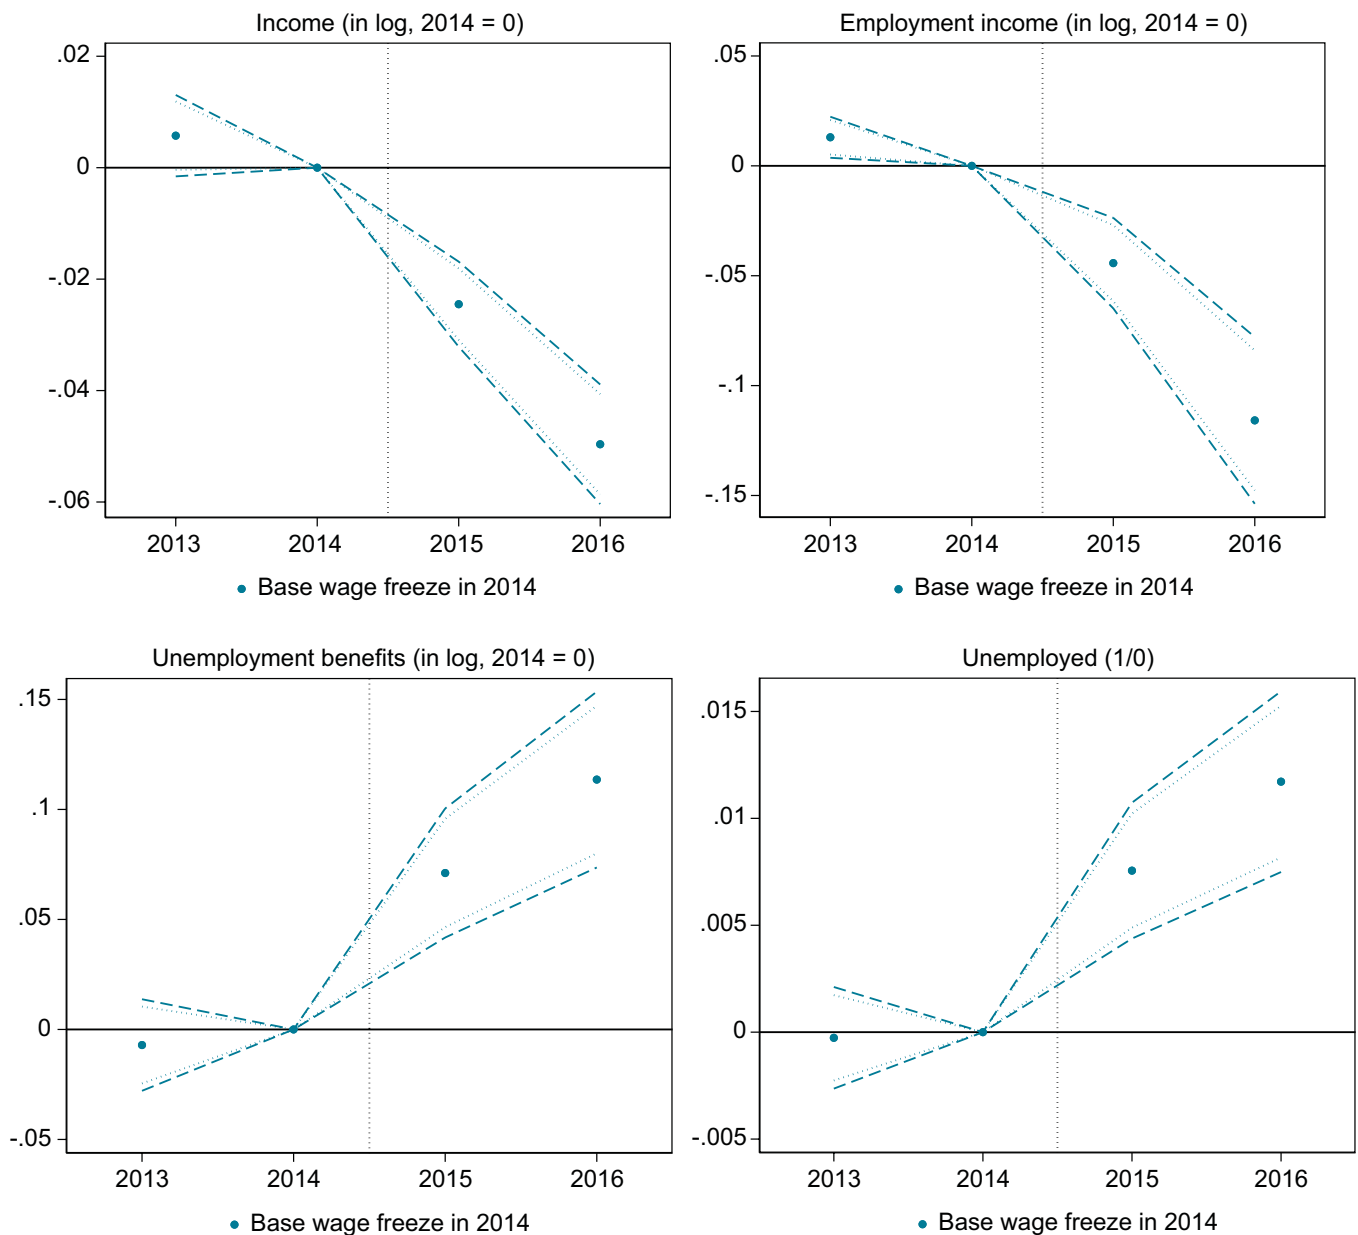 Income (in log, 2014 = 0)
.02
0
-.02
-.04
-.06
2013 2014 2015 2016
Base wage freeze in 2014
Employment income (in log, 2014 = 0)
.05
0
-.05
-.1
-.15
2013 2014 2015 2016
Base wage freeze in 2014
Unemployment benefits (in log, 2014 = 0)
.15
.1
.05
0
-.05
2013 2014 2015 2016
Base wage freeze in 2014
Unemployed (1/0)
.015
.01
.005
0
-.005
2013 2014 2015 2016
Base wage freeze in 2014